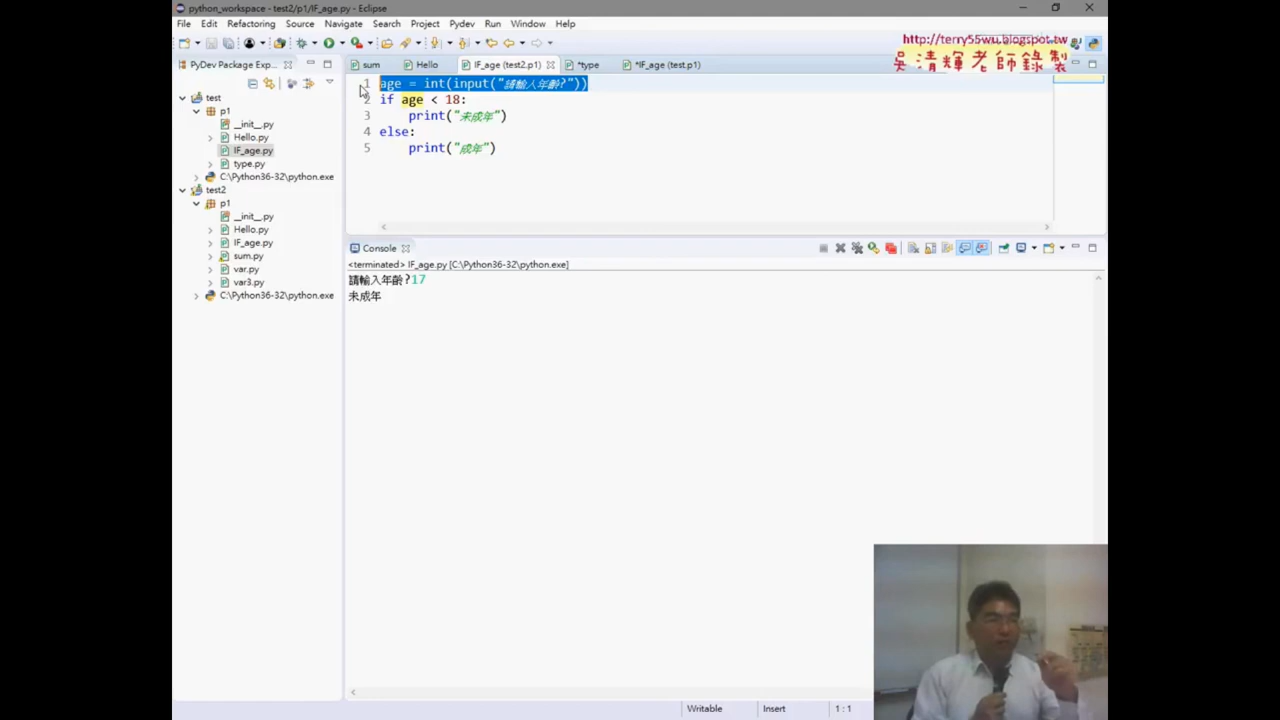 python_workspace - test2/p1/IF_age.py - Eclipse
File Edit Refactoring Source Navigate Search Project Pydev Run Window Help
http://terry55wu.blogspot.tw
吳清輝老師錄製
PyDev Package Exp...
sum Hello IF_age (test2.p1) *type *IF_age (test.p1)
test
p1
__init__.py
Hello.py
IF_age.py
type.py
C:\Python36-32\python.exe
test2
p1
__init__.py
Hello.py
IF_age.py
sum.py
var.py
var3.py
C:\Python36-32\python.exe
1 age = int(input("請輸入年齡?"))
2 if age < 18:
3 print("未成年")
4 else:
5 print("成年")
Console
<terminated> IF_age.py [C:\Python36-32\python.exe]
請輸入年齡?17
未成年
Writable Insert 1 : 1